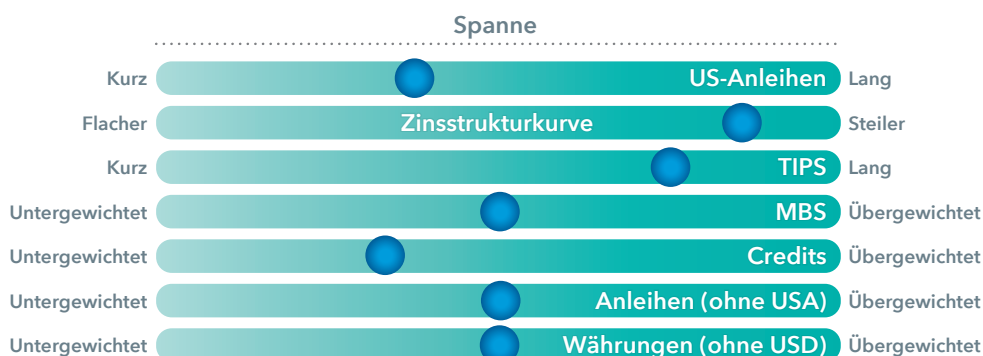 Spanne
Kurz US-Anleihen Lang
Flacher Zinsstrukturkurve Steiler
Kurz TIPS Lang
Untergewichtet MBS Übergewichtet
Untergewichtet Credits Übergewichtet
Untergewichtet Anleihen (ohne USA) Übergewichtet
Untergewichtet Währungen (ohne USD) Übergewichtet